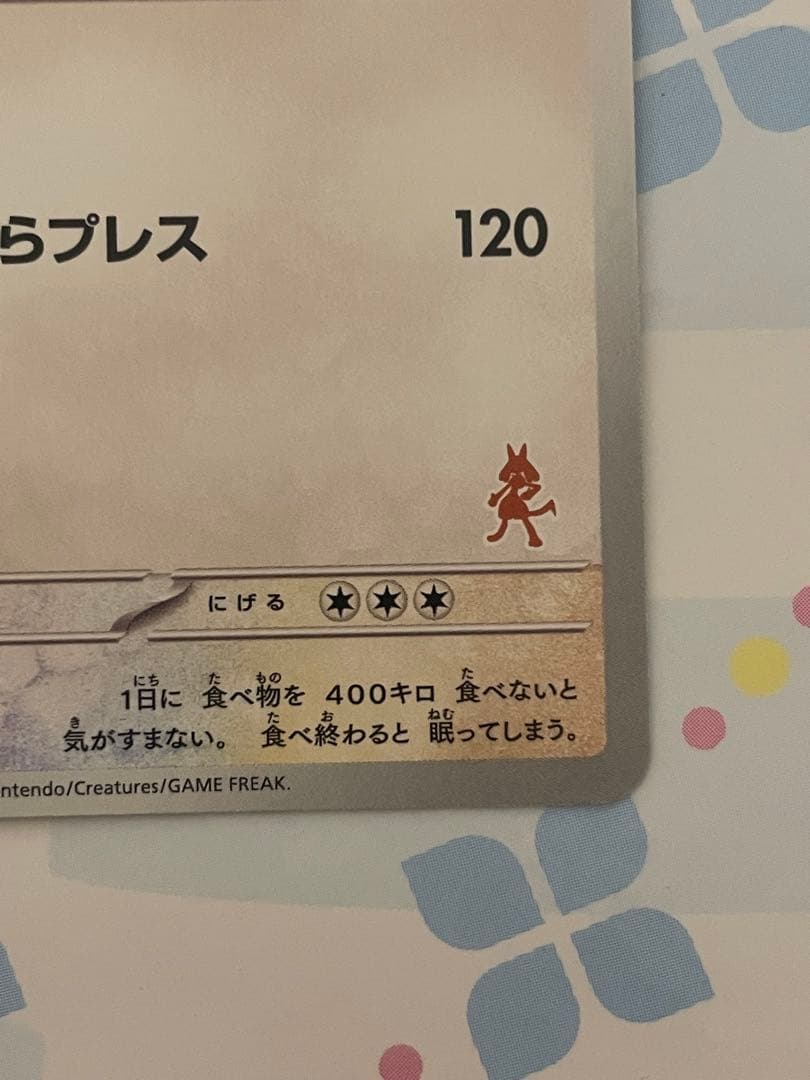 らプレス 120
にげる
1日に 食べ物を 400キロ 食べないと
気がすまない。 食べ終わると 眠ってしまう。
ntendo/Creatures/GAME FREAK.